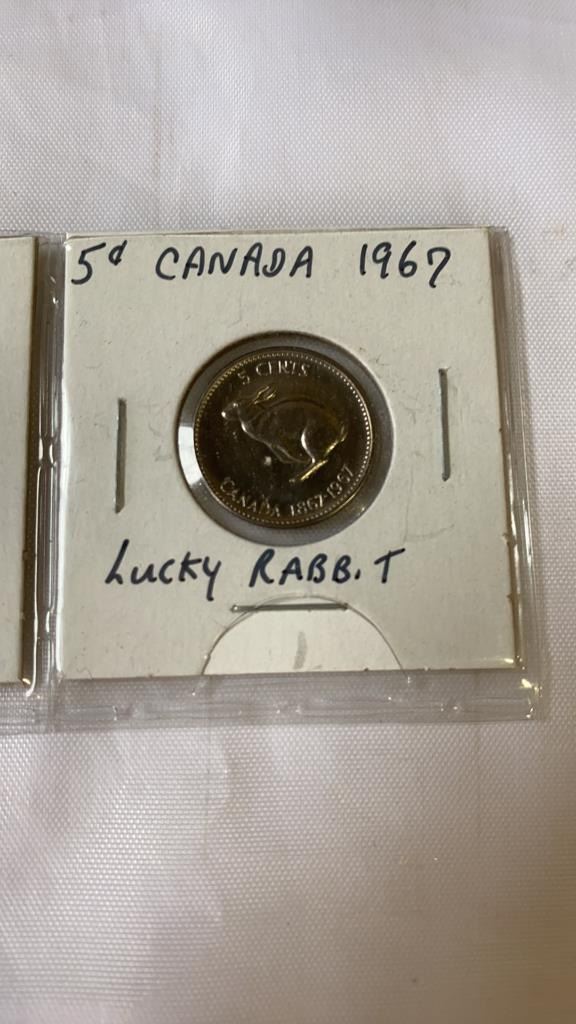 5¢ CANADA 1967
5 CENTS
CANADA 1867-1967
Lucky RABB.T